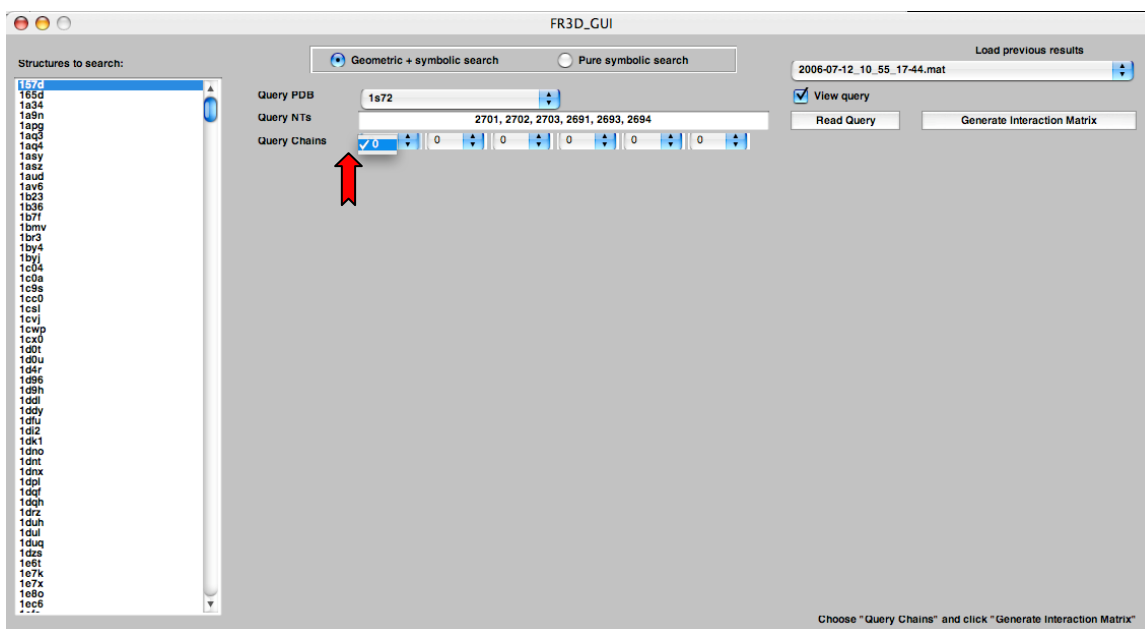 FR3D_GUI
Structures to search:
Geometric + symbolic search
Pure symbolic search
Load previous results
2006-07-12_10_55_17-44.mat
View query
Query PDB
1s72
Query NTs
2701, 2702, 2703, 2691, 2693, 2694
Read Query
Generate Interaction Matrix
Query Chains
0 0 0 0 0 0
157d
165d
1a34
1a9n
1apg
1aq3
1aq4
1asy
1asz
1aud
1av6
1b23
1b36
1b7f
1bmv
1br3
1by4
1byj
1c04
1c0a
1c9s
1cc0
1csl
1cvj
1cwp
1cx0
1d0t
1d0u
1d4r
1d96
1d9h
1ddl
1ddy
1dfu
1di2
1dk1
1dno
1dnt
1dnx
1dpl
1dqf
1dqh
1drz
1duh
1dul
1duq
1dzs
1e6t
1e7k
1e7x
1e8o
1ec6
Choose "Query Chains" and click "Generate Interaction Matrix"